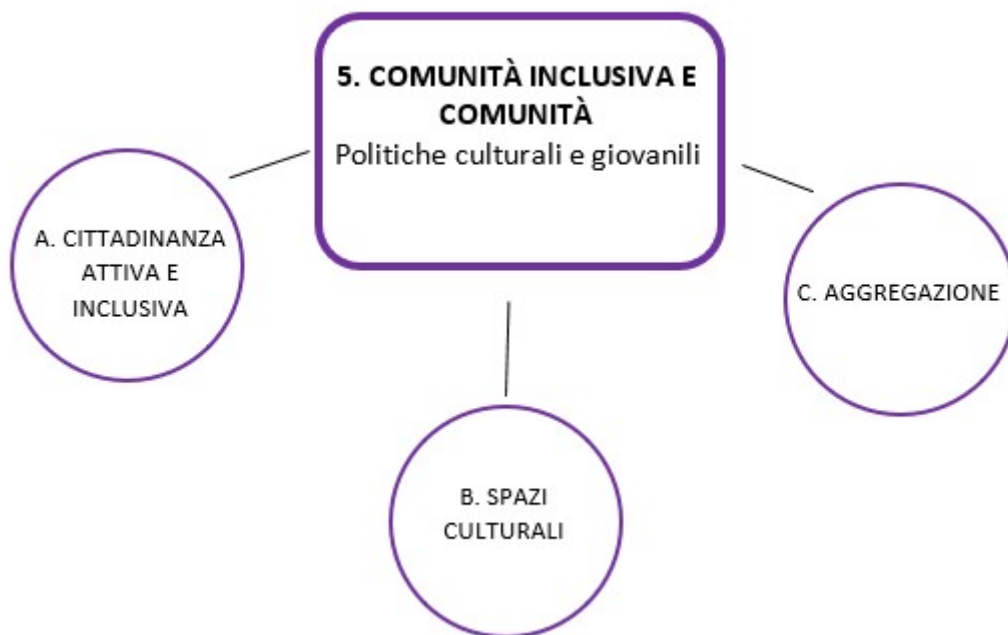 5. COMUNITÀ INCLUSIVA E
COMUNITÀ
Politiche culturali e giovanili
A. CITTADINANZA
ATTIVA E
INCLUSIVA
B. SPAZI
CULTURALI
C. AGGREGAZIONE